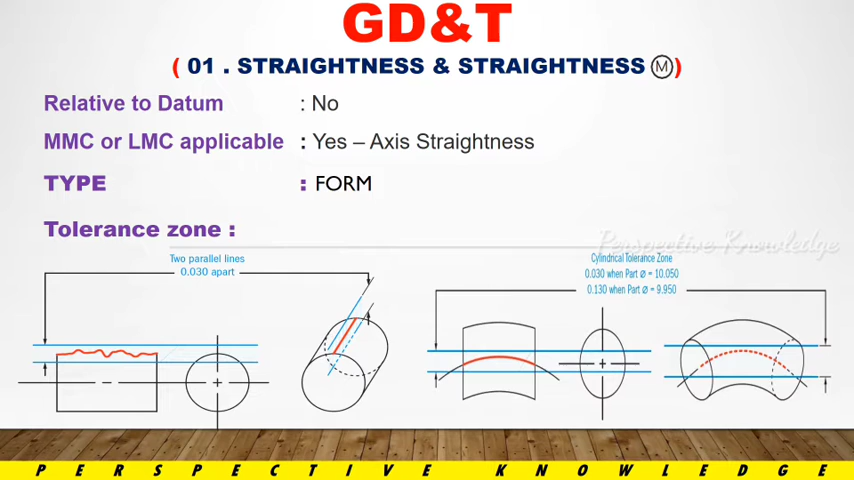 GD&T
( 01 . STRAIGHTNESS & STRAIGHTNESS Ⓜ)
Relative to Datum : No
MMC or LMC applicable : Yes – Axis Straightness
TYPE : FORM
Tolerance zone :
Perspective Knowledge
Two parallel lines
0.030 apart
Cylindrical Tolerance Zone
0.030 when Part ⌀ = 10.050
0.130 when Part ⌀ = 9.950
PERSPECTIVE KNOWLEDGE